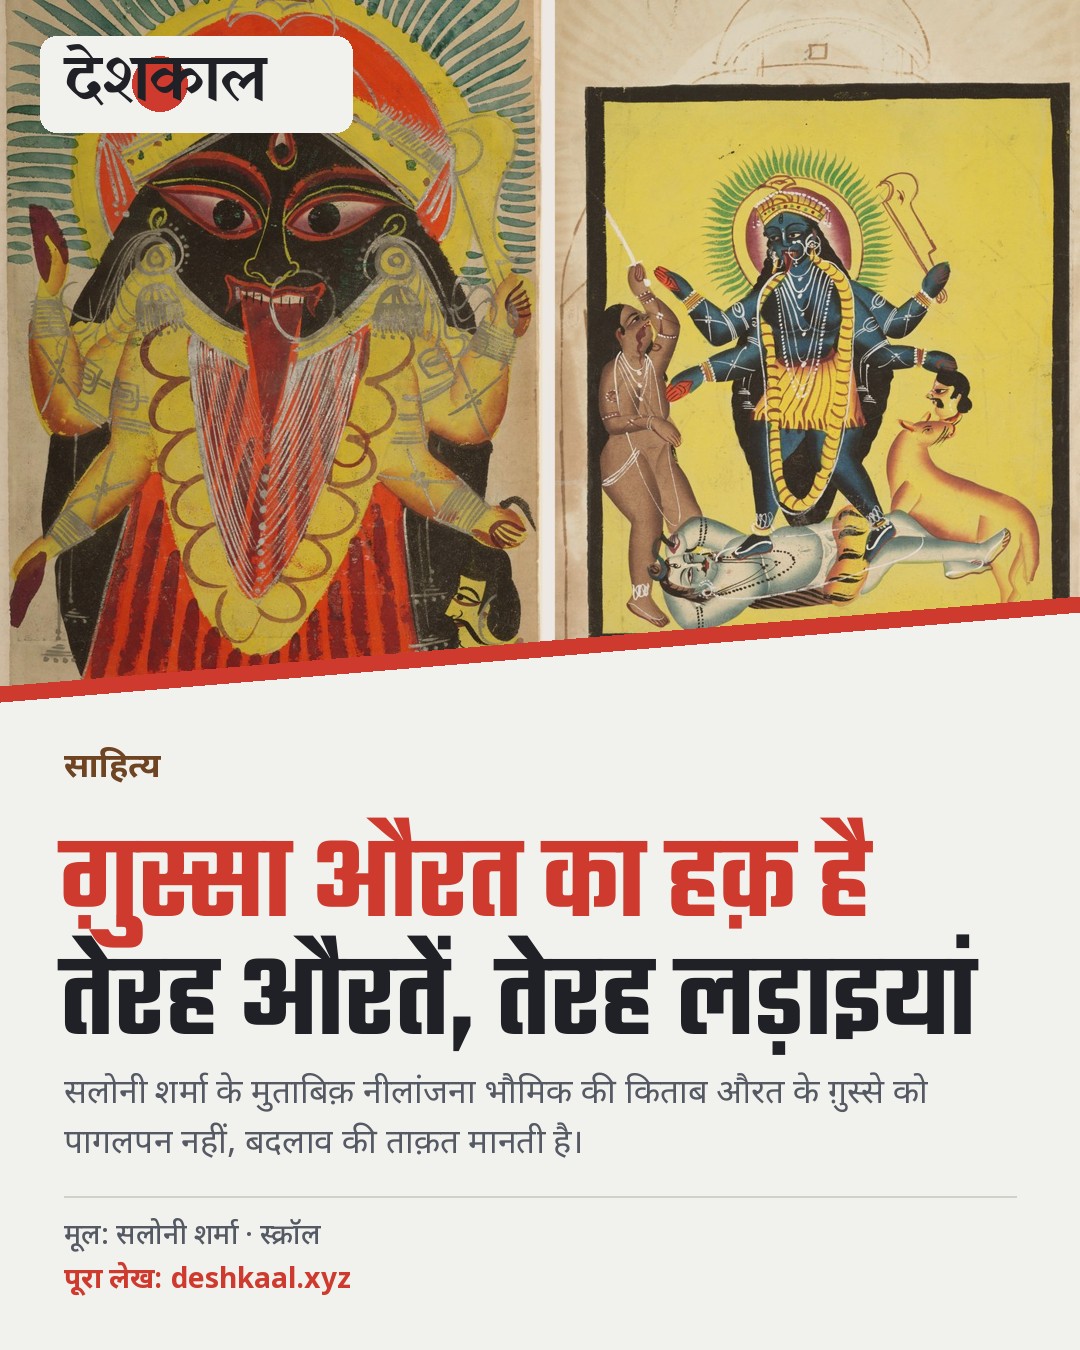 देशकाल
साहित्य
ग़ुस्सा औरत का हक़ है
तेरह औरतें, तेरह लड़ाइयां
सलोनी शर्मा के मुताबिक़ नीलांजना भौमिक की किताब औरत के ग़ुस्से को
पागलपन नहीं, बदलाव की ताक़त मानती है।
मूल: सलोनी शर्मा · स्क्रॉल
पूरा लेख: deshkaal.xyz